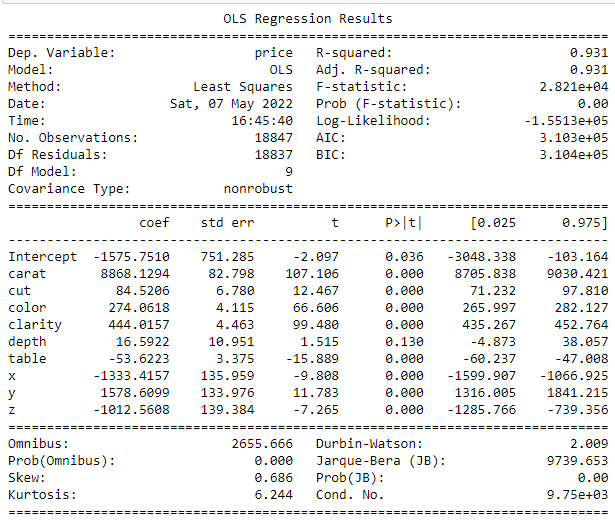 OLS Regression Results
==============================================================================
Dep. Variable: price R-squared: 0.931
Model: OLS Adj. R-squared: 0.931
Method: Least Squares F-statistic: 2.821e+04
Date: Sat, 07 May 2022 Prob (F-statistic): 0.00
Time: 16:45:40 Log-Likelihood: -1.5513e+05
No. Observations: 18847 AIC: 3.103e+05
Df Residuals: 18837 BIC: 3.104e+05
Df Model: 9
Covariance Type: nonrobust
==============================================================================
coef std err t P>|t| [0.025 0.975]
------------------------------------------------------------------------------
Intercept -1575.7510 751.285 -2.097 0.036 -3048.338 -103.164
carat 8868.1294 82.798 107.106 0.000 8705.838 9030.421
cut 84.5206 6.780 12.467 0.000 71.232 97.810
color 274.0618 4.115 66.606 0.000 265.997 282.127
clarity 444.0157 4.463 99.480 0.000 435.267 452.764
depth 16.5922 10.951 1.515 0.130 -4.873 38.057
table -53.6223 3.375 -15.889 0.000 -60.237 -47.008
x -1333.4157 135.959 -9.808 0.000 -1599.907 -1066.925
y 1578.6099 133.976 11.783 0.000 1316.005 1841.215
z -1012.5608 139.384 -7.265 0.000 -1285.766 -739.356
==============================================================================
Omnibus: 2655.666 Durbin-Watson: 2.009
Prob(Omnibus): 0.000 Jarque-Bera (JB): 9739.653
Skew: 0.686 Prob(JB): 0.00
Kurtosis: 6.244 Cond. No. 9.75e+03
==============================================================================